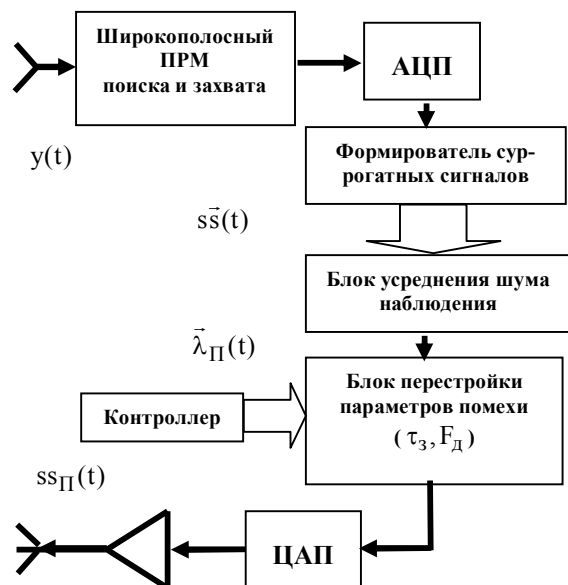 Широкополосный
ПРМ
поиска и захвата
АЦП
y(t)
Формирователь сур-
рогатных сигналов
ss⃗(t)
Блок усреднения шума
наблюдения
λ⃗П(t)
Блок перестройки
параметров помехи
( τз, Fд )
Контроллер
ssП(t)
ЦАП